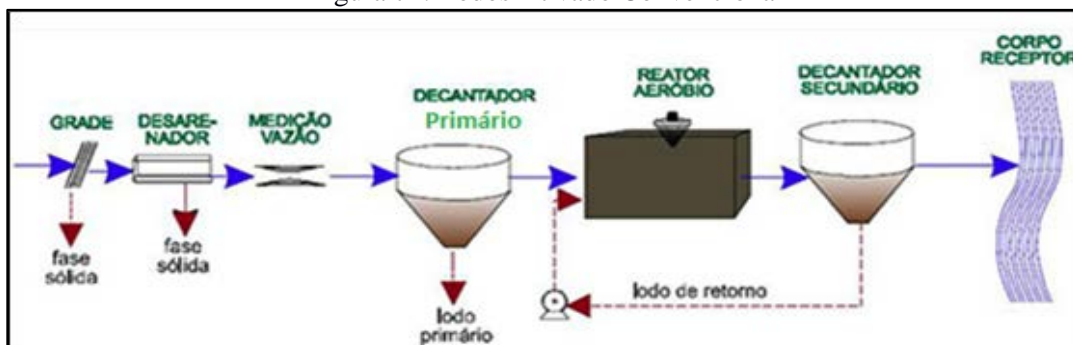 GRADE
DESARE-
NADOR
MEDIÇÃO
VAZÃO
DECANTADOR
Primário
REATOR
AERÓBIO
DECANTADOR
SECUNDÁRIO
CORPO
RECEPTOR
fase
sólida
fase
sólida
lodo
primário
lodo de retorno